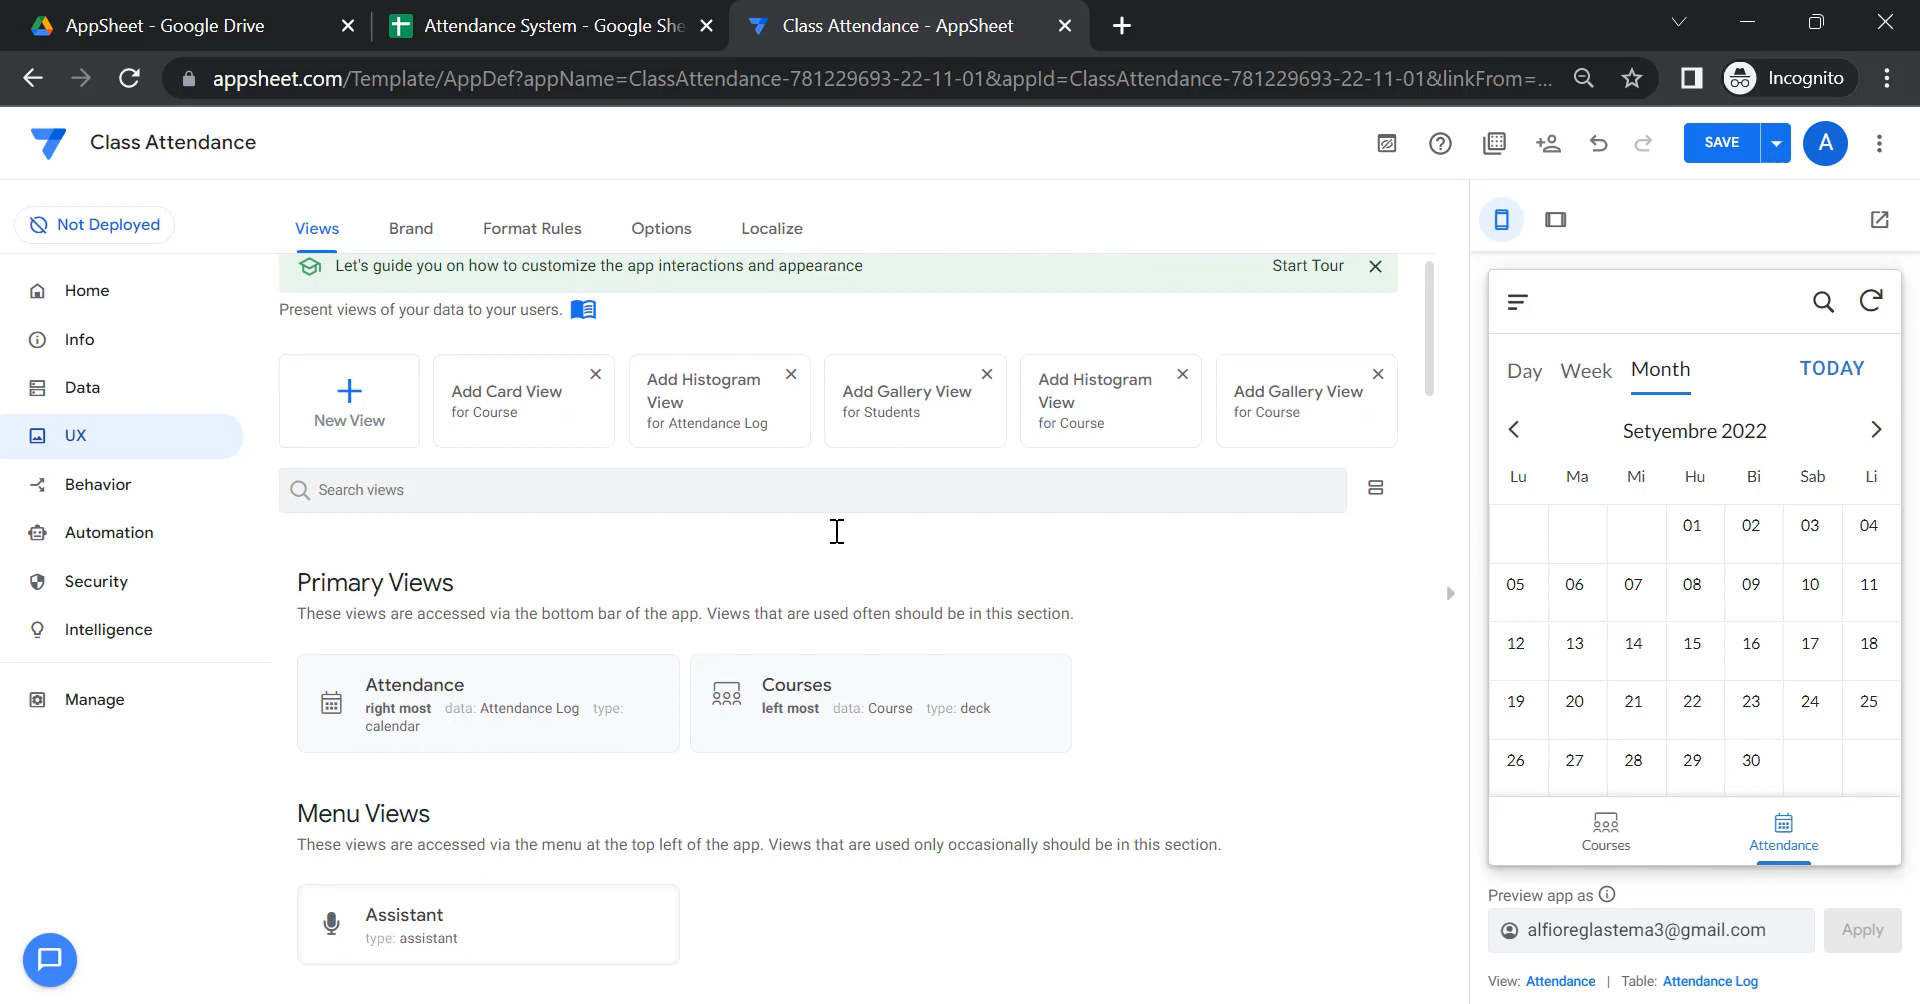 AppSheet - Google Drive
Attendance System - Google She
Class Attendance - AppSheet
appsheet.com/Template/AppDef?appName=ClassAttendance-781229693-22-11-01&appId=ClassAttendance-781229693-22-11-01&linkFrom=...
Incognito
Class Attendance
SAVE
A
Not Deployed
Views
Brand
Format Rules
Options
Localize
Home
Info
Data
UX
Behavior
Automation
Security
Intelligence
Manage
Let's guide you on how to customize the app interactions and appearance
Start Tour
Present views of your data to your users.
New View
Add Card View
for Course
Add Histogram
View
for Attendance Log
Add Gallery View
for Students
Add Histogram
View
for Course
Add Gallery View
for Course
Search views
Primary Views
These views are accessed via the bottom bar of the app. Views that are used often should be in this section.
Attendance
right most data: Attendance Log type:
calendar
Courses
left most data: Course type: deck
Menu Views
These views are accessed via the menu at the top left of the app. Views that are used only occasionally should be in this section.
Assistant
type: assistant
Day Week Month TODAY
Setyembre 2022
Lu Ma Mi Hu Bi Sab Li
01 02 03 04
05 06 07 08 09 10 11
12 13 14 15 16 17 18
19 20 21 22 23 24 25
26 27 28 29 30
Courses
Attendance
Preview app as
alfioreglastema3@gmail.com
Apply
View: Attendance | Table: Attendance Log